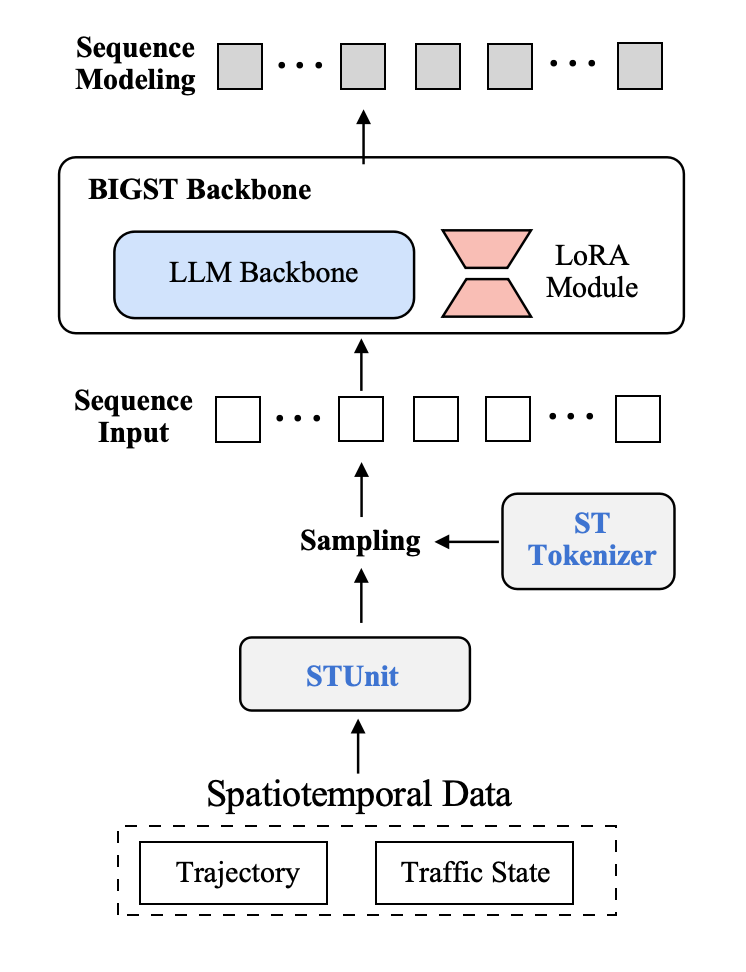 Sequence
Modeling
BIGST Backbone
LLM Backbone
LoRA
Module
Sequence
Input
Sampling
ST
Tokenizer
STUnit
Spatiotemporal Data
Trajectory
Traffic State